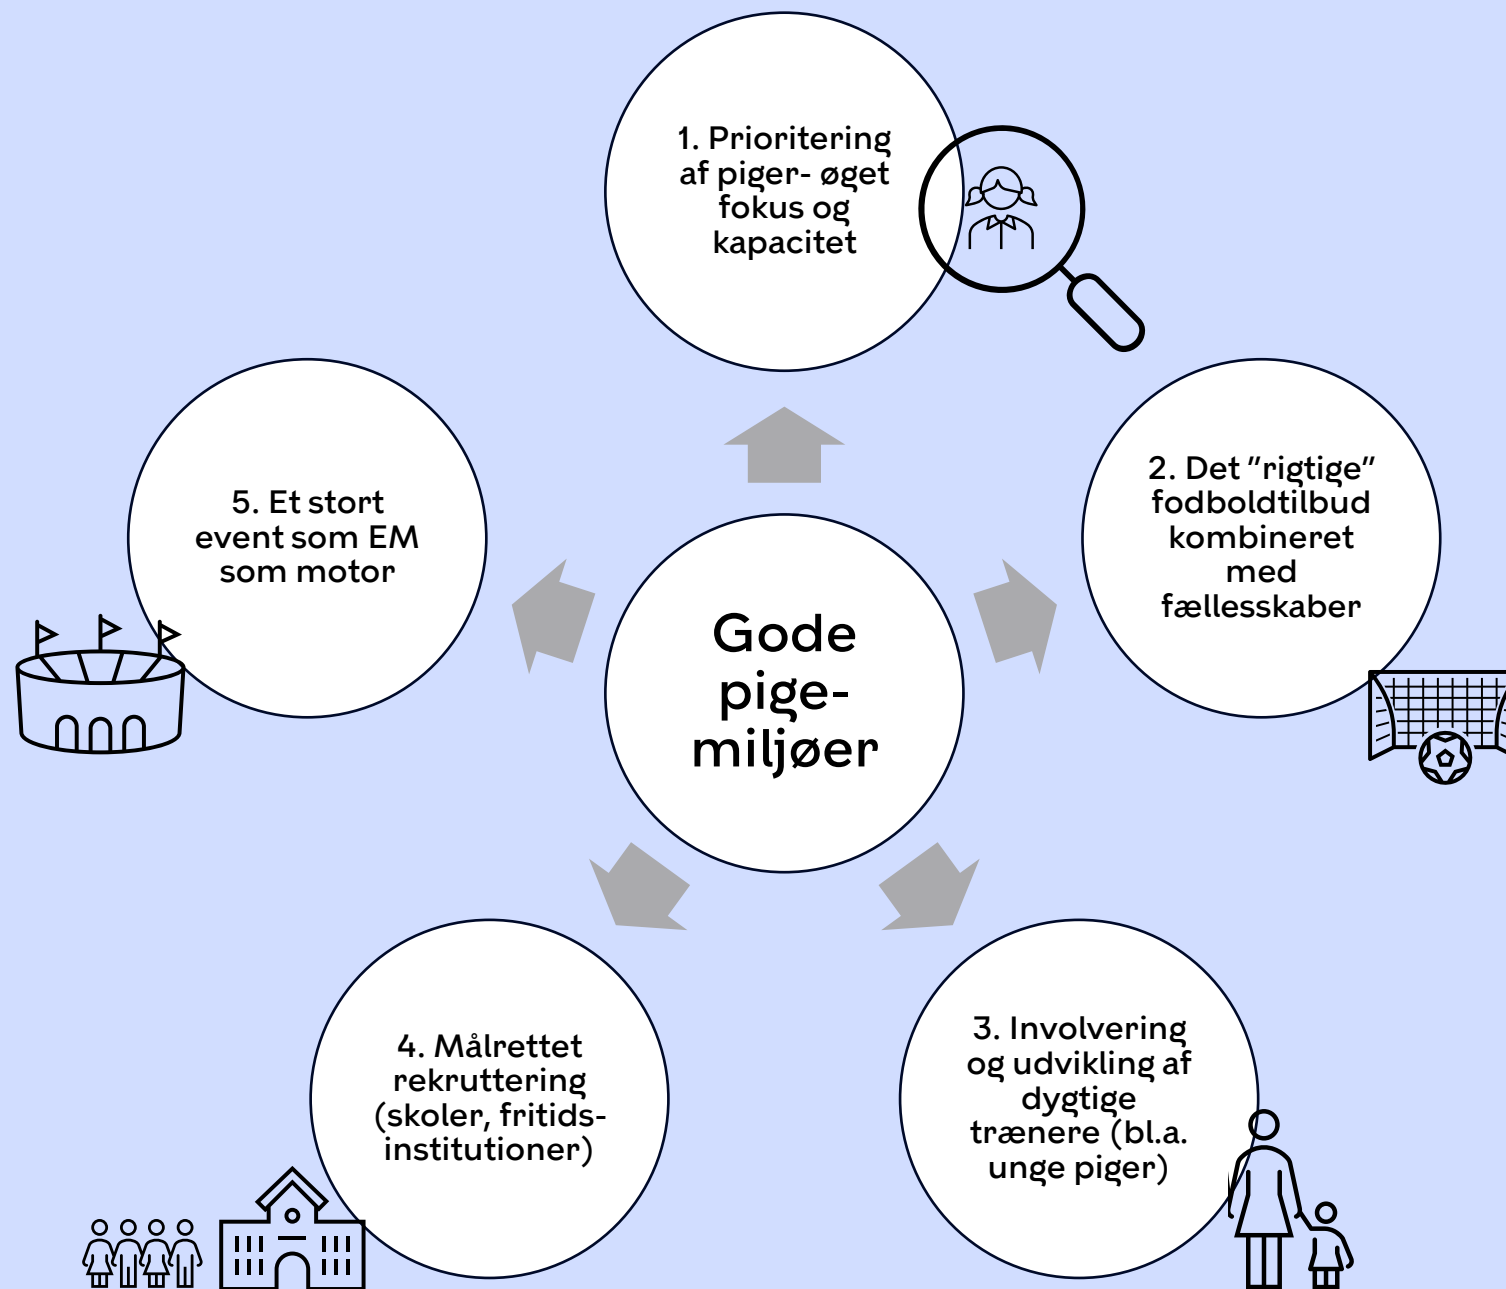 1. Prioritering
af piger- øget
fokus og
kapacitet
2. Det ”rigtige”
fodboldtilbud
kombineret
med
fællesskaber
3. Involvering
og udvikling af
dygtige
trænere (bl.a.
unge piger)
4. Målrettet
rekruttering
(skoler, fritids-
institutioner)
5. Et stort
event som EM
som motor
Gode
pige-
miljøer